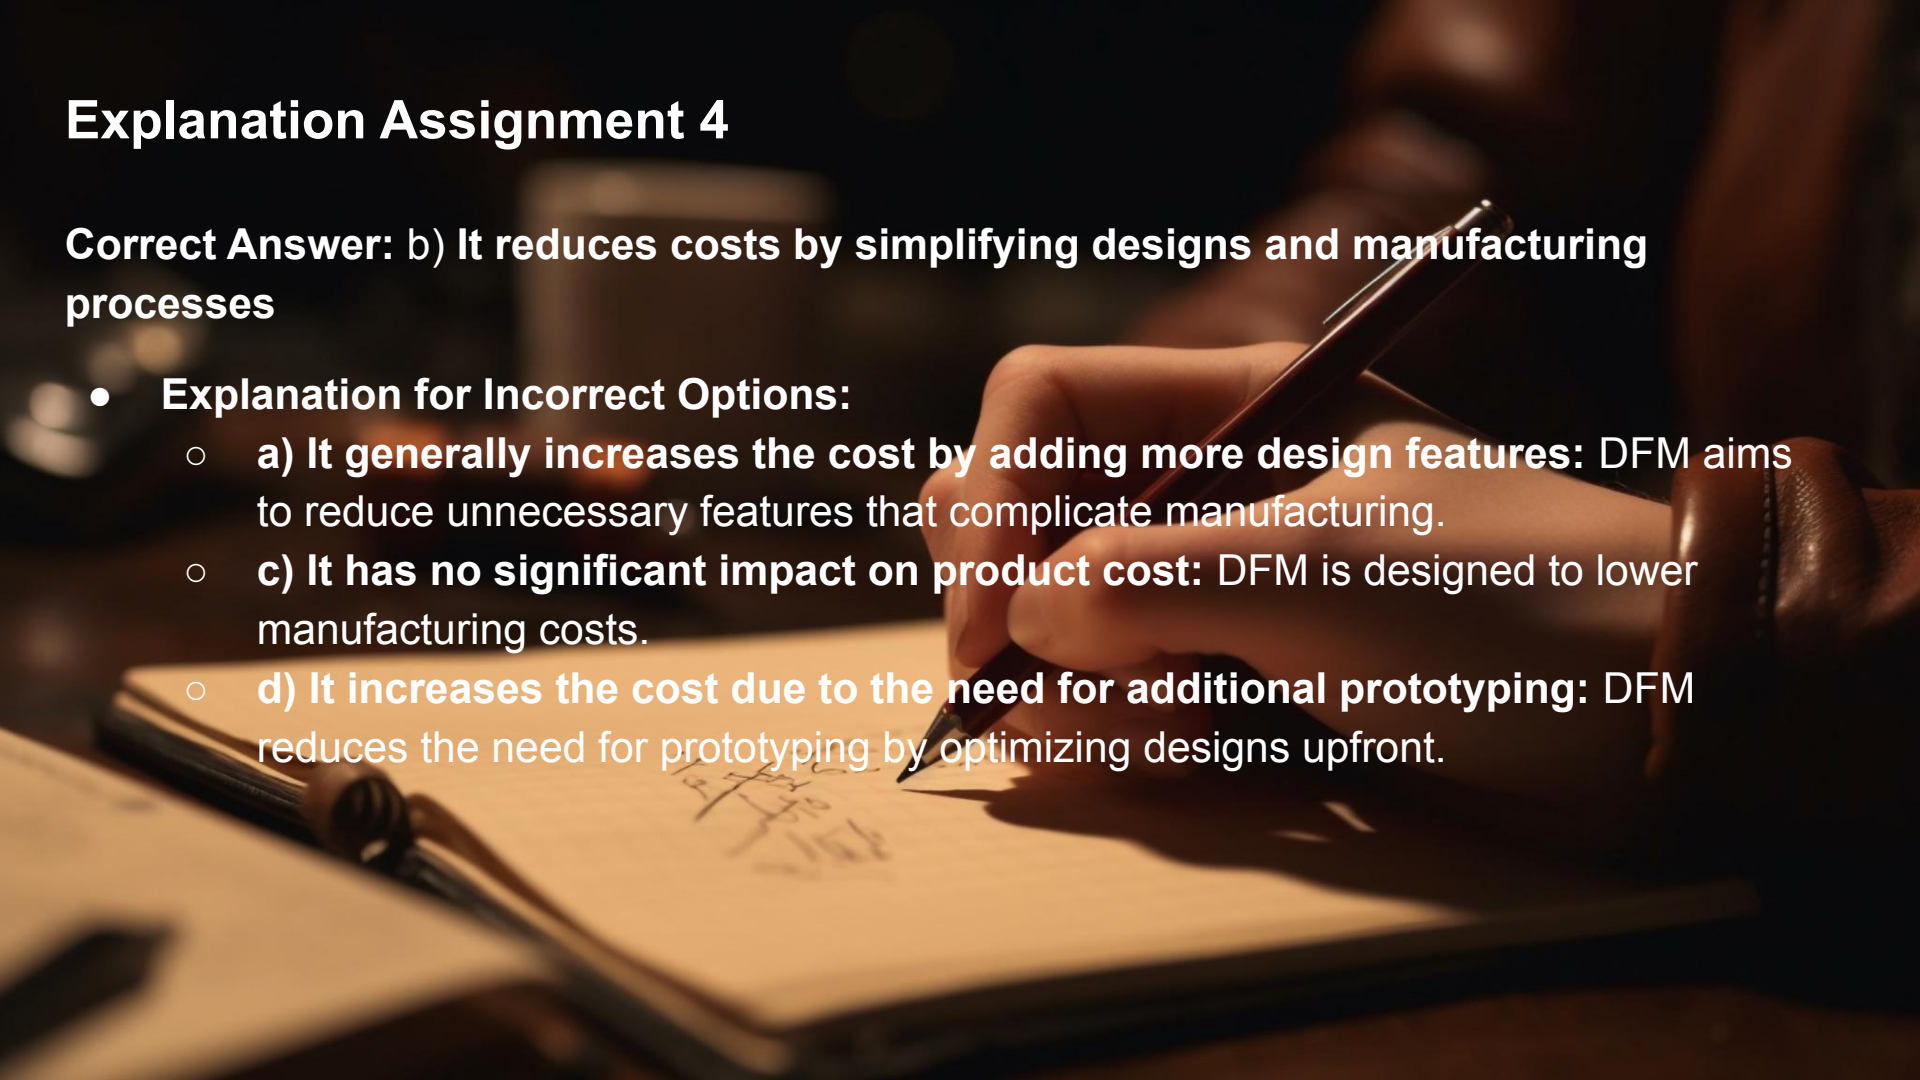 Explanation Assignment 4
Correct Answer: b) It reduces costs by simplifying designs and manufacturing
processes
● Explanation for Incorrect Options:
○ a) It generally increases the cost by adding more design features: DFM aims
to reduce unnecessary features that complicate manufacturing.
○ c) It has no significant impact on product cost: DFM is designed to lower
manufacturing costs.
○ d) It increases the cost due to the need for additional prototyping: DFM
reduces the need for prototyping by optimizing designs upfront.